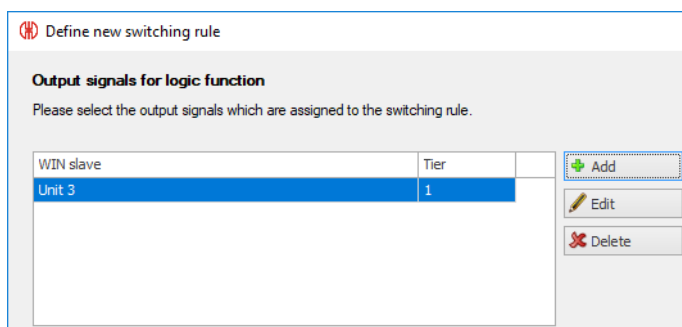 Define new switching rule
Output signals for logic function
Please select the output signals which are assigned to the switching rule.
WIN slave Tier
Unit 3 1
Add
Edit
Delete